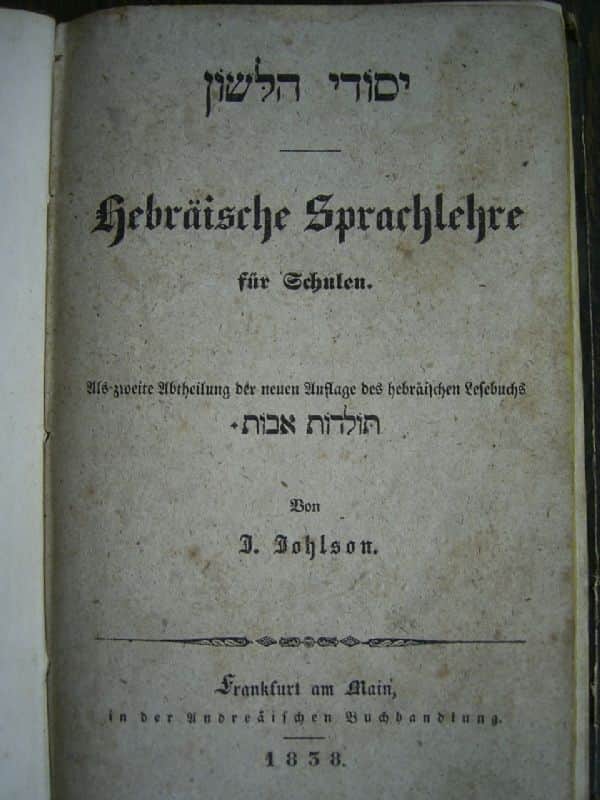 יסודי הלשון
Hebräische Sprachlehre
für Schulen.
Als zweite Abtheilung der neuen Auflage des hebräischen Lesebuchs
תולדות אבות.
Von
J. Johlson.
Frankfurt am Main,
in der Andreäischen Buchhandlung.
1838.